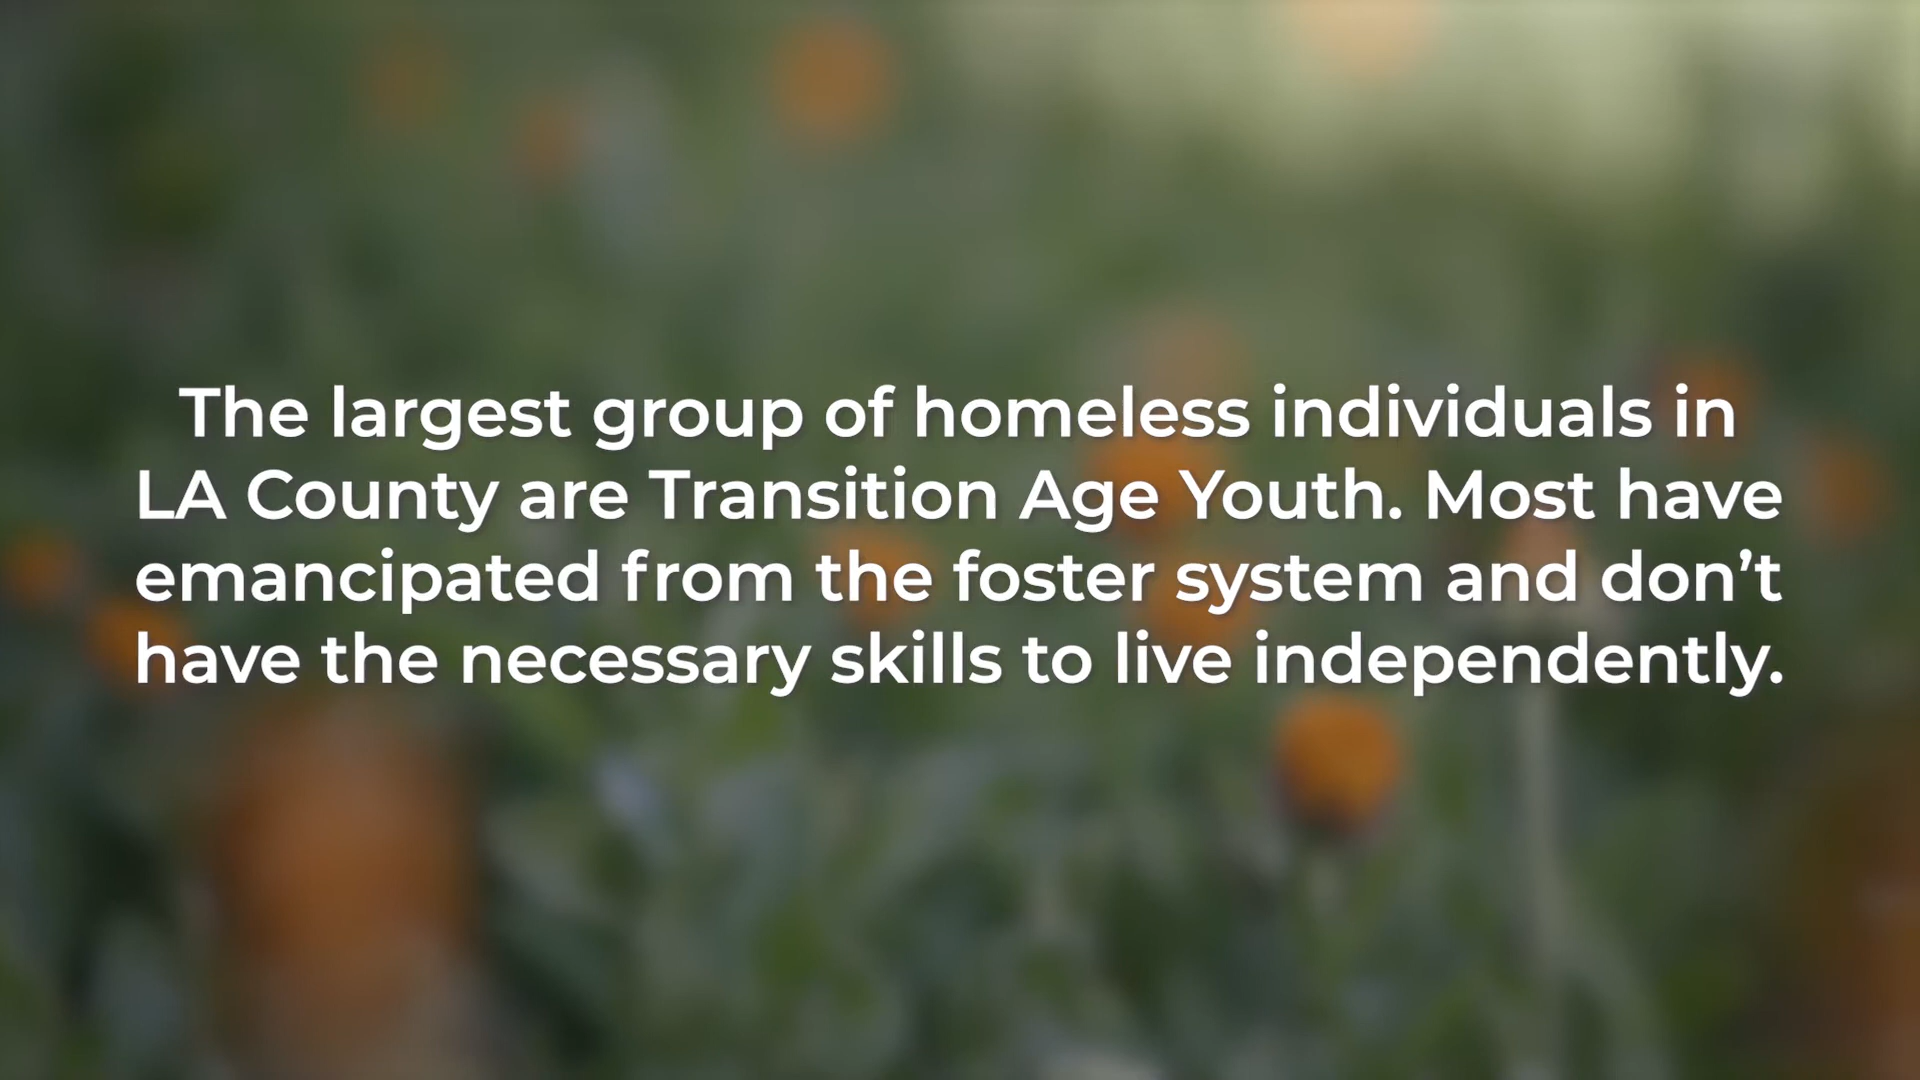 The largest group of homeless individuals in
LA County are Transition Age Youth. Most have
emancipated from the foster system and don’t
have the necessary skills to live independently.